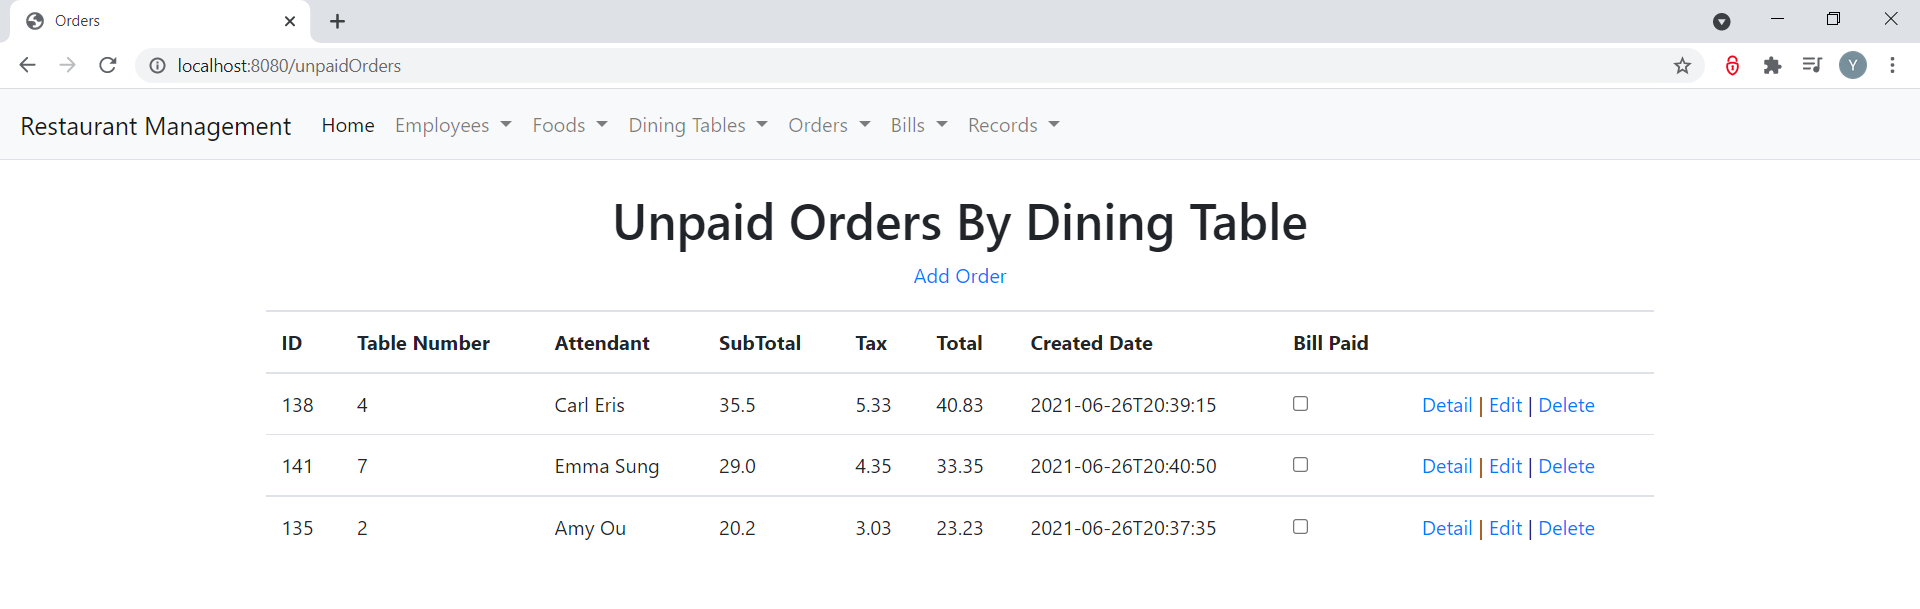 Orders
localhost:8080/unpaidOrders
Y
Restaurant Management Home Employees Foods Dining Tables Orders Bills Records
Unpaid Orders By Dining Table
Add Order
ID Table Number Attendant SubTotal Tax Total Created Date Bill Paid
138 4 Carl Eris 35.5 5.33 40.83 2021-06-26T20:39:15 Detail | Edit | Delete
141 7 Emma Sung 29.0 4.35 33.35 2021-06-26T20:40:50 Detail | Edit | Delete
135 2 Amy Ou 20.2 3.03 23.23 2021-06-26T20:37:35 Detail | Edit | Delete